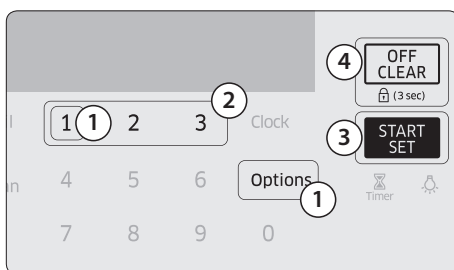 4 OFF
CLEAR
(3 sec)
2
l 1 1 2 3 Clock
3 START
SET
an 4 5 6 Options
1
Timer
7 8 9 0